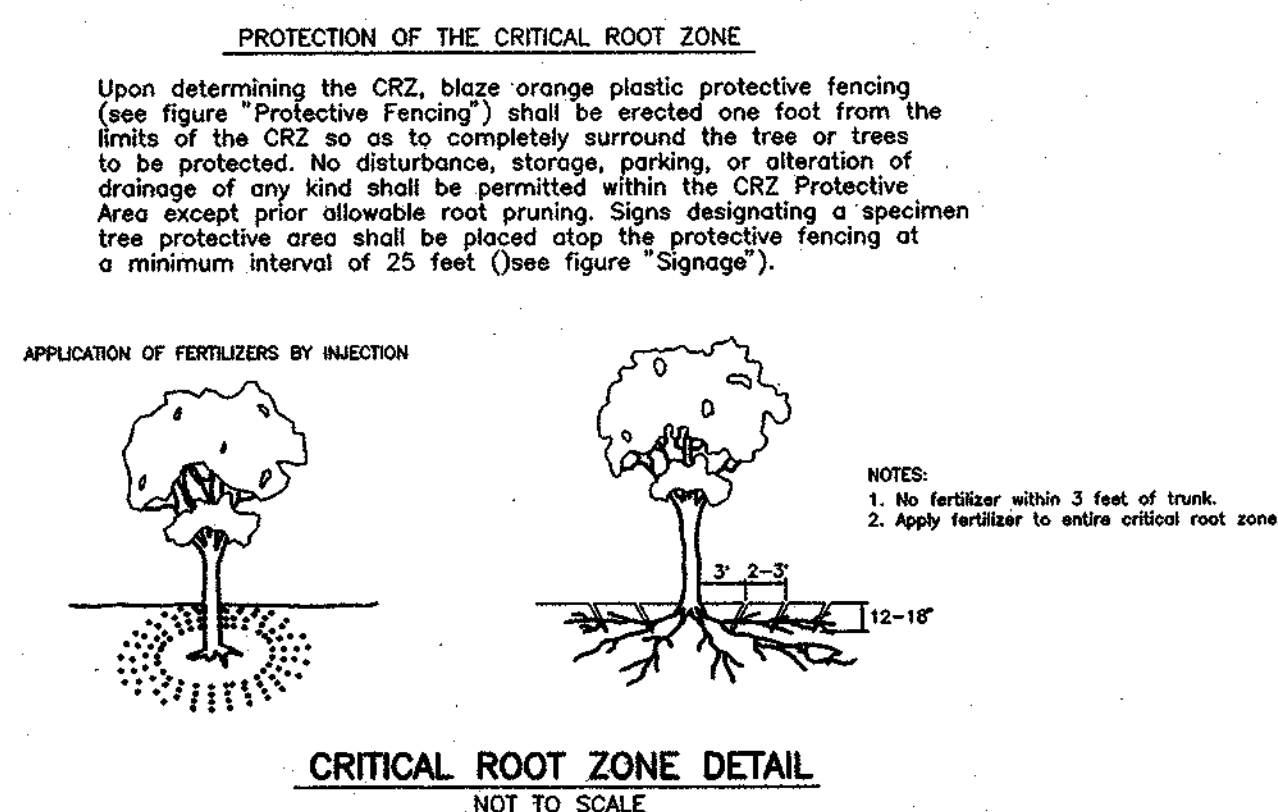 PROTECTION OF THE CRITICAL ROOT ZONE
Upon determining the CRZ, blaze orange plastic protective fencing
(see figure "Protective Fencing") shall be erected one foot from the
limits of the CRZ so as to completely surround the tree or trees
to be protected. No disturbance, storage, parking, or alteration of
drainage of any kind shall be permitted within the CRZ Protective
Area except prior allowable root pruning. Signs designating a specimen
tree protective area shall be placed atop the protective fencing at
a minimum interval of 25 feet ()see figure "Signage").
APPLICATION OF FERTILIZERS BY INJECTION
NOTES:
1. No fertilizer within 3 feet of trunk.
2. Apply fertilizer to entire critical root zone
3' 2-3'
12-18"
CRITICAL ROOT ZONE DETAIL
NOT TO SCALE